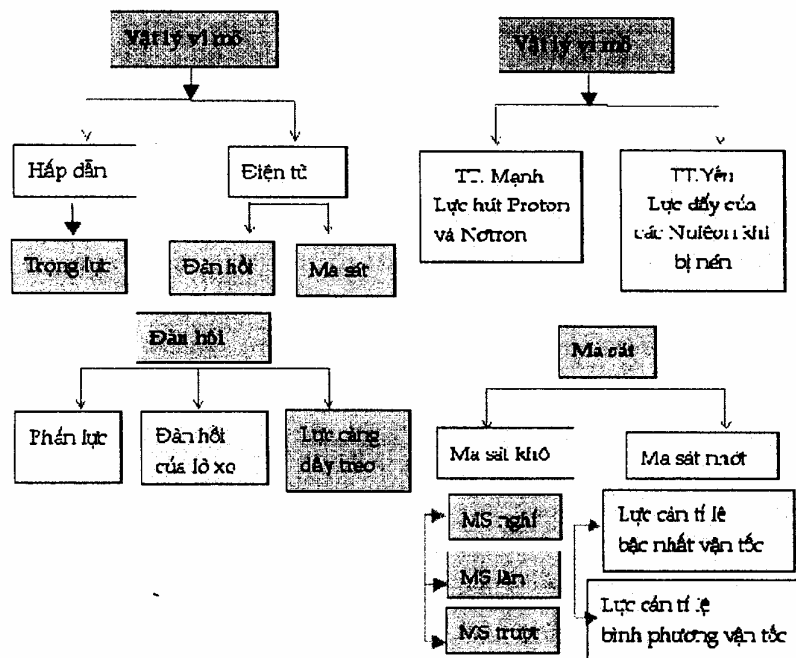 Vật lý vi mô
Vật lý vi mô
Hấp dẫn
Điện từ
Trọng lực
Đàn hồi
Ma sát
TT. Mạnh
Lực hút Proton
và Nơtron
TT.Yếu
Lực đẩy của
các Nuleon khi
bị nén
Đàn hồi
Phản lực
Đàn hồi
của lò xo
Lực căng
dây treo
Ma sát
Ma sát khô
Ma sát nhớt
MS nghỉ
MS lăn
MS trượt
Lực cản tỉ lệ
bậc nhất vận tốc
Lực cản tỉ lệ
bình phương vận tốc